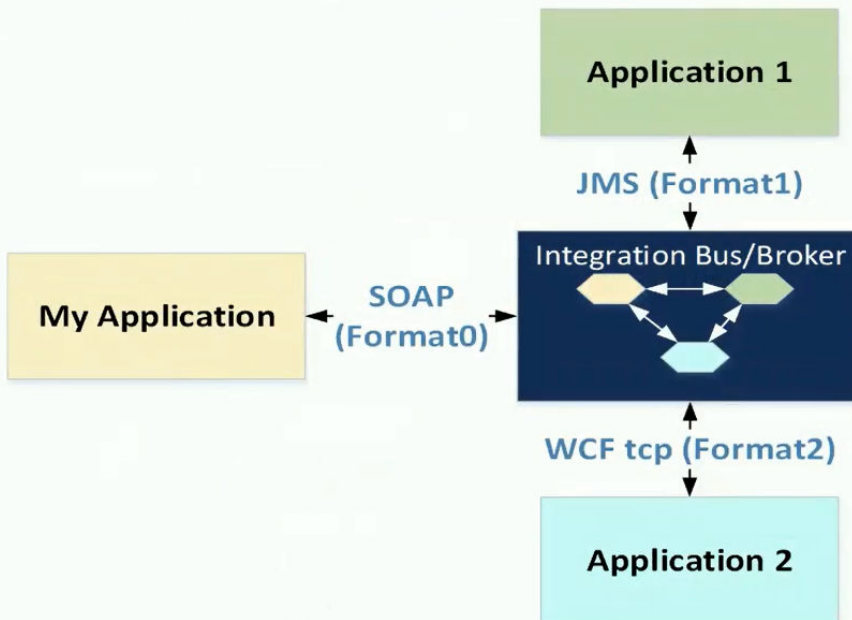 Application 1
JMS (Format1)
Integration Bus/Broker
My Application
SOAP
(Format0)
WCF tcp (Format2)
Application 2